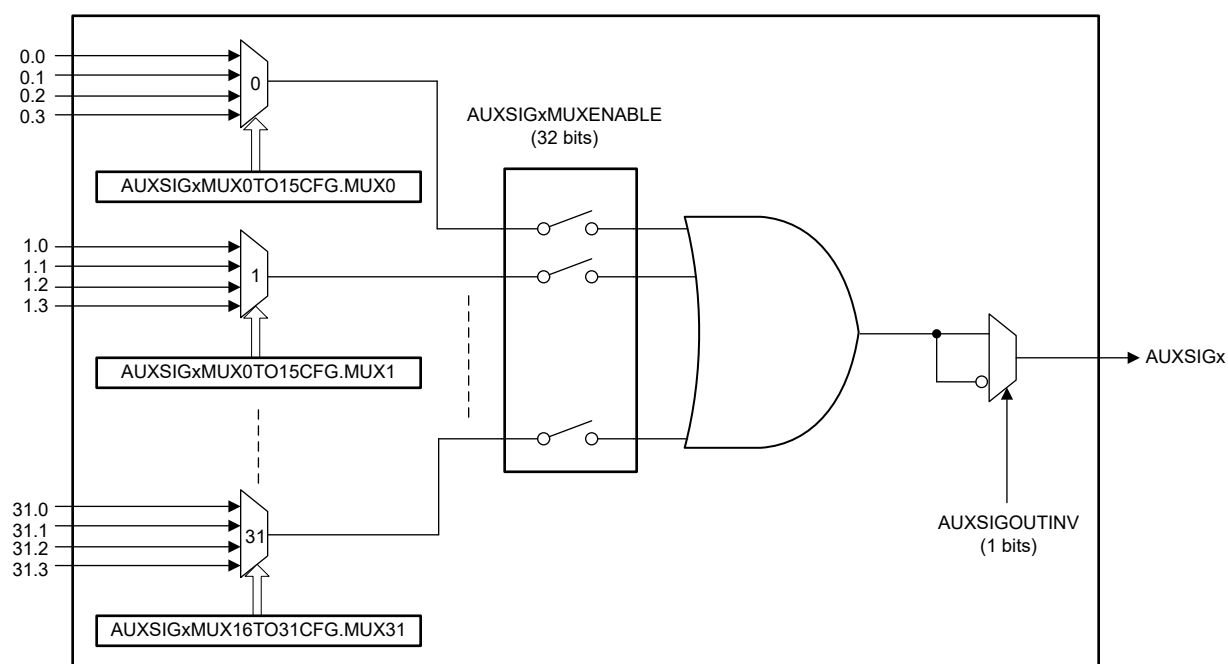 0.0
0.1
0.2
0.3
0
AUXSIGxMUX0TO15CFG.MUX0
AUXSIGxMUXENABLE
(32 bits)
1.0
1.1
1.2
1.3
1
AUXSIGxMUX0TO15CFG.MUX1
AUXSIGx
31.0
31.1
31.2
31.3
31
AUXSIGxMUX16TO31CFG.MUX31
AUXSIGOUTINV
(1 bits)